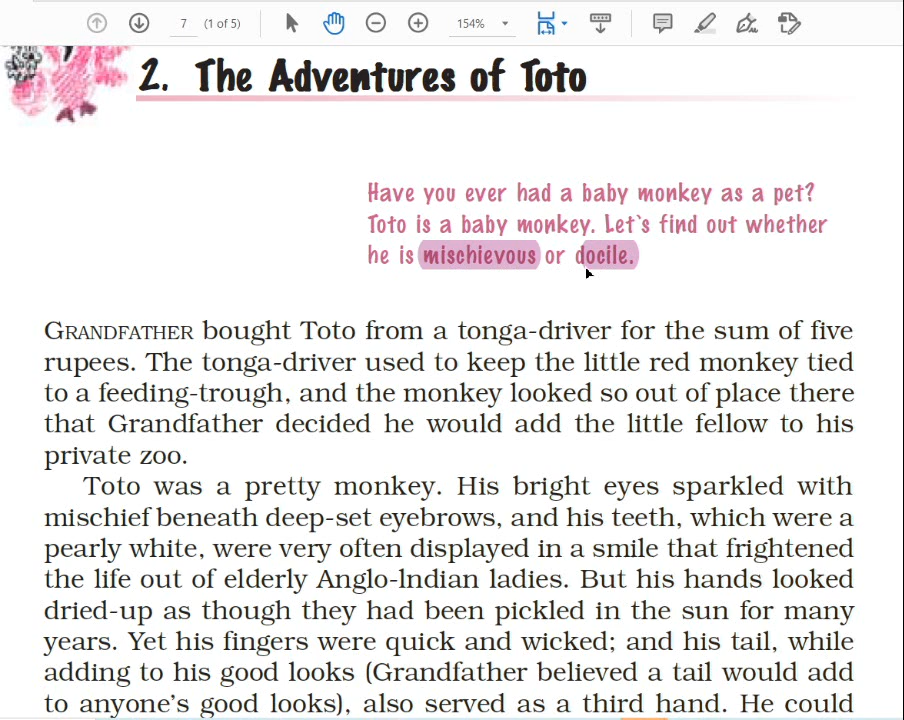 7 (1 of 5) 154%
2. The Adventures of Toto
Have you ever had a baby monkey as a pet?
Toto is a baby monkey. Let`s find out whether
he is mischievous or docile.
GRANDFATHER bought Toto from a tonga-driver for the sum of five
rupees. The tonga-driver used to keep the little red monkey tied
to a feeding-trough, and the monkey looked so out of place there
that Grandfather decided he would add the little fellow to his
private zoo.
Toto was a pretty monkey. His bright eyes sparkled with
mischief beneath deep-set eyebrows, and his teeth, which were a
pearly white, were very often displayed in a smile that frightened
the life out of elderly Anglo-Indian ladies. But his hands looked
dried-up as though they had been pickled in the sun for many
years. Yet his fingers were quick and wicked; and his tail, while
adding to his good looks (Grandfather believed a tail would add
to anyone’s good looks), also served as a third hand. He could